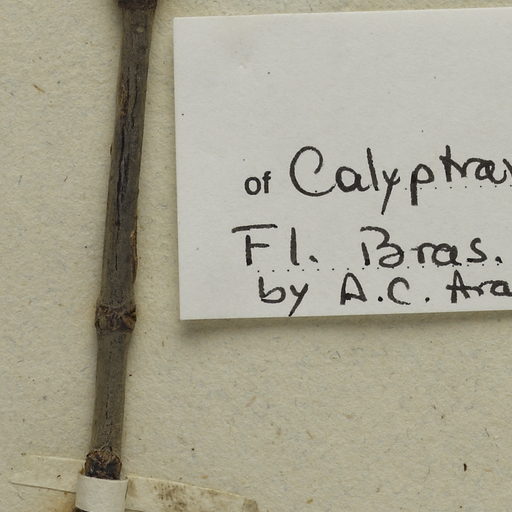 of Calyptra
Fl. Bras.
by A.C. Ara